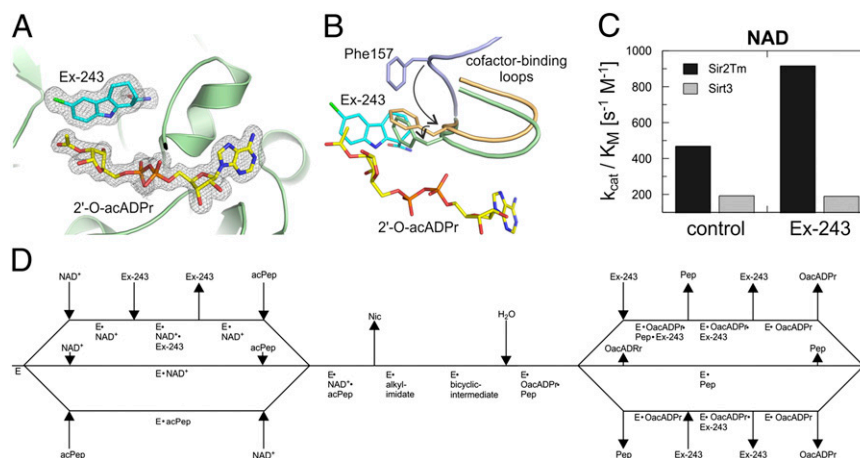 A
Ex-243
2'-O-acADPr
B
Phe157
cofactor-binding
loops
Ex-243
2'-O-acADPr
C
NAD
kcat / KM [s-1 M-1]
1000
800
600
400
200
Sir2Tm
Sirt3
control
Ex-243
D
NAD+
Ex-243
Ex-243
acPep
E•
NAD+
E•
NAD+•
Ex-243
E•
NAD+
NAD+
acPep
E
E•NAD+
E•acPep
acPep
NAD+
Nic
H2O
E•
NAD+•
acPep
E•
alkyl-
imidate
E•
bicyclic-
intermediate
E•
OacADPr•
Pep
Ex-243
Pep
Ex-243
OacADPr
E•OacADPr•
Pep•Ex-243
E•OacADPr•
Ex-243
E•OacADPr
OacADRr
Pep
E•
Pep
E•OacADPr
E•OacADPr•
Ex-243
E•OacADPr
Pep
Ex-243
Ex-243
OacADPr